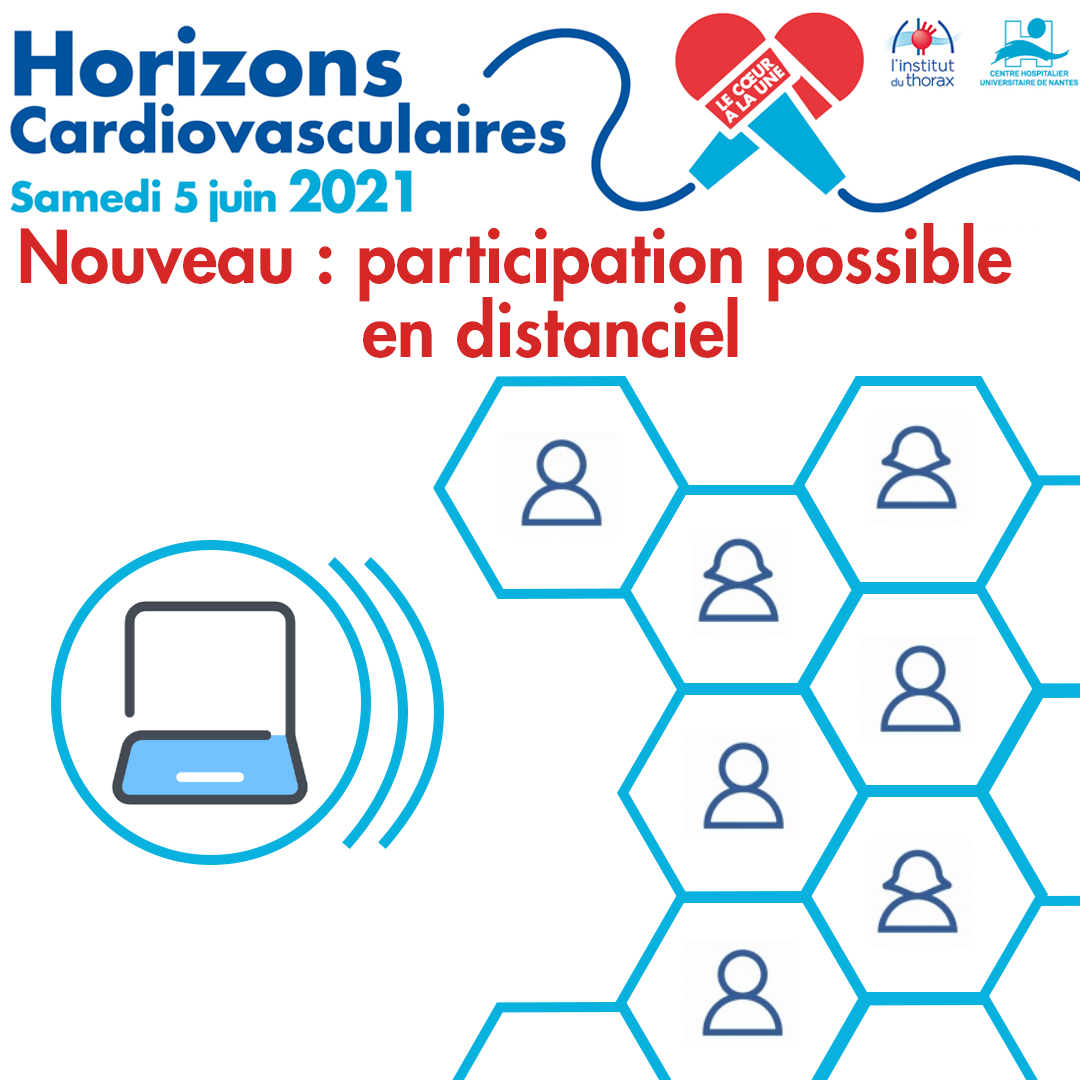 Horizons
Cardiovasculaires
Samedi 5 juin 2021
LE CŒUR
À LA UNE
l'institut
du thorax
CENTRE HOSPITALIER
UNIVERSITAIRE DE NANTES
Nouveau : participation possible
en distanciel